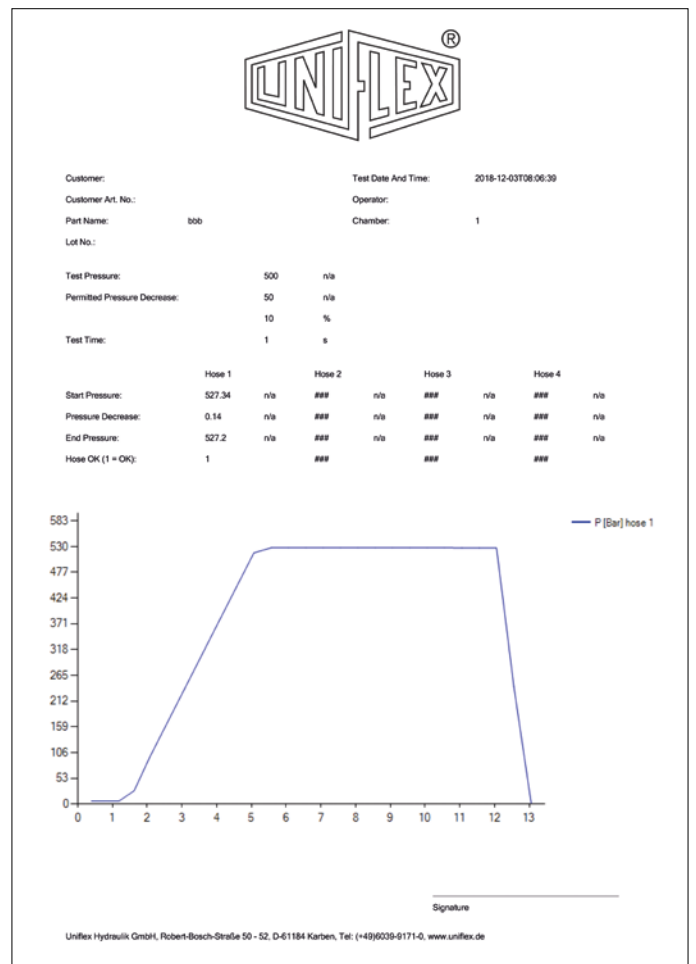 UNIFLEX ®
Customer: Test Date And Time: 2018-12-03T08:06:39
Customer Art. No.: Operator:
Part Name: bbb Chamber: 1
Lot No.:
Test Pressure: 500 n/a
Permitted Pressure Decrease: 50 n/a
10 %
Test Time: 1 s
Hose 1 Hose 2 Hose 3 Hose 4
Start Pressure: 527.34 n/a ### n/a ### n/a ### n/a
Pressure Decrease: 0.14 n/a ### n/a ### n/a ### n/a
End Pressure: 527.2 n/a ### n/a ### n/a ### n/a
Hose OK (1 = OK): 1 ### ### ###
P [Bar] hose 1
583
530
477
424
371
318
265
212
159
106
53
0
0 1 2 3 4 5 6 7 8 9 10 11 12 13
Signature
Uniflex Hydraulik GmbH, Robert-Bosch-Straße 50 - 52, D-61184 Karben, Tel: (+49)6039-9171-0, www.uniflex.de